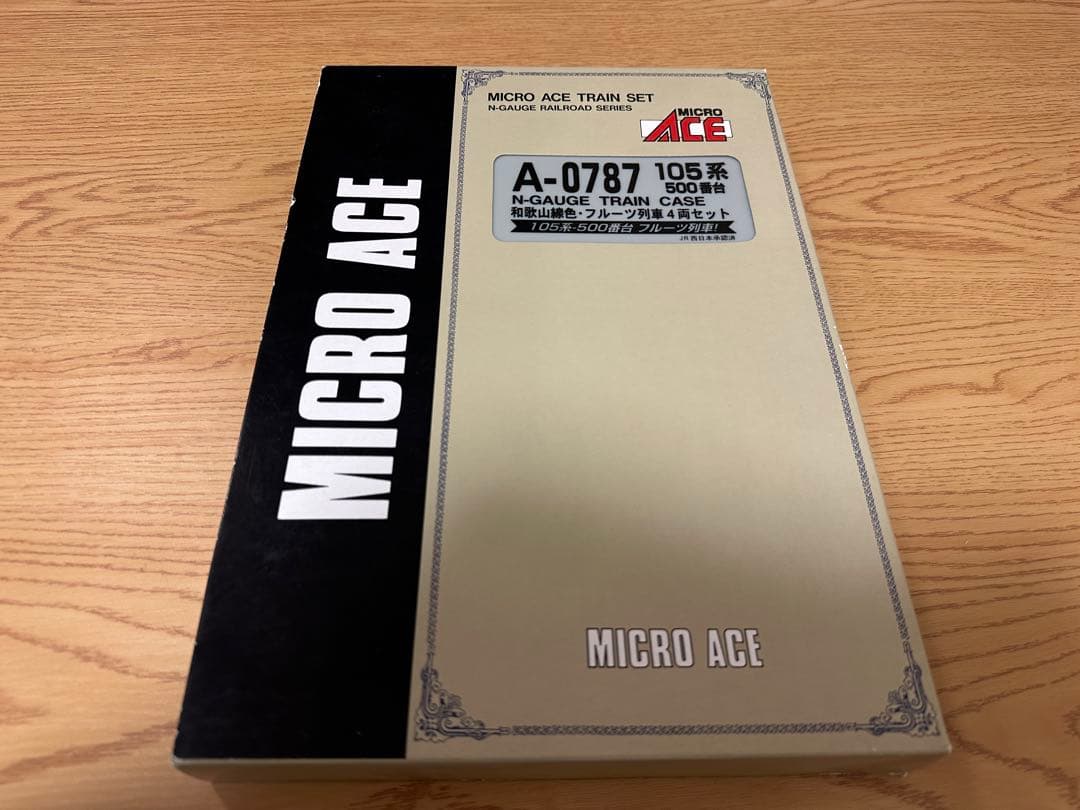 MICRO ACE
MICRO ACE TRAIN SET
N-GAUGE RAILROAD SERIES
MICRO
ACE
A-0787 105系
500番台
N-GAUGE TRAIN CASE
和歌山線色・フルーツ列車4両セット
105系-500番台 フルーツ列車!
JR西日本承認済
MICRO ACE